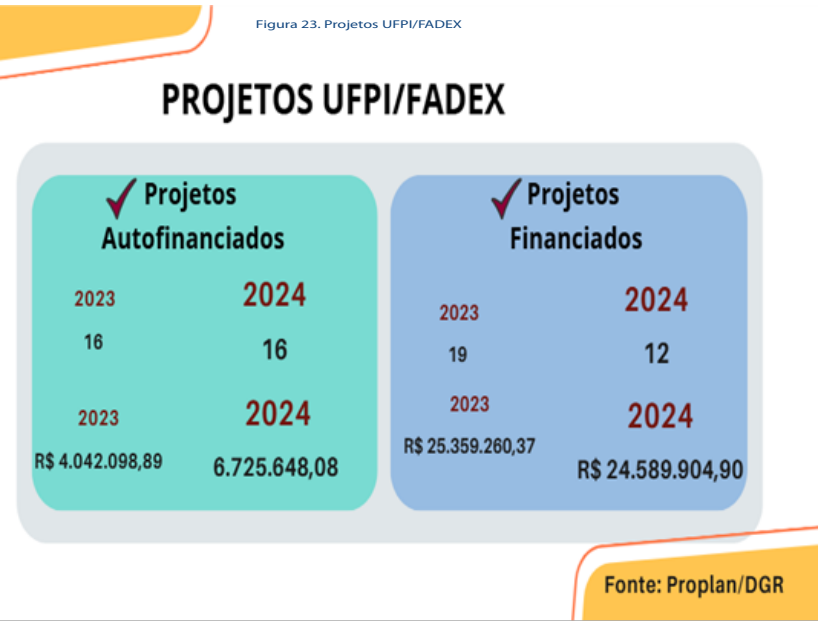 Figura 23. Projetos UFPI/FADEX
PROJETOS UFPI/FADEX
Projetos
Autofinanciados
2023
2024
16
16
2023
2024
R$ 4.042.098,89
6.725.648,08
Projetos
Financiados
2023
2024
19
12
2023
2024
R$ 25.359.260,37
R$ 24.589.904,90
Fonte: Proplan/DGR